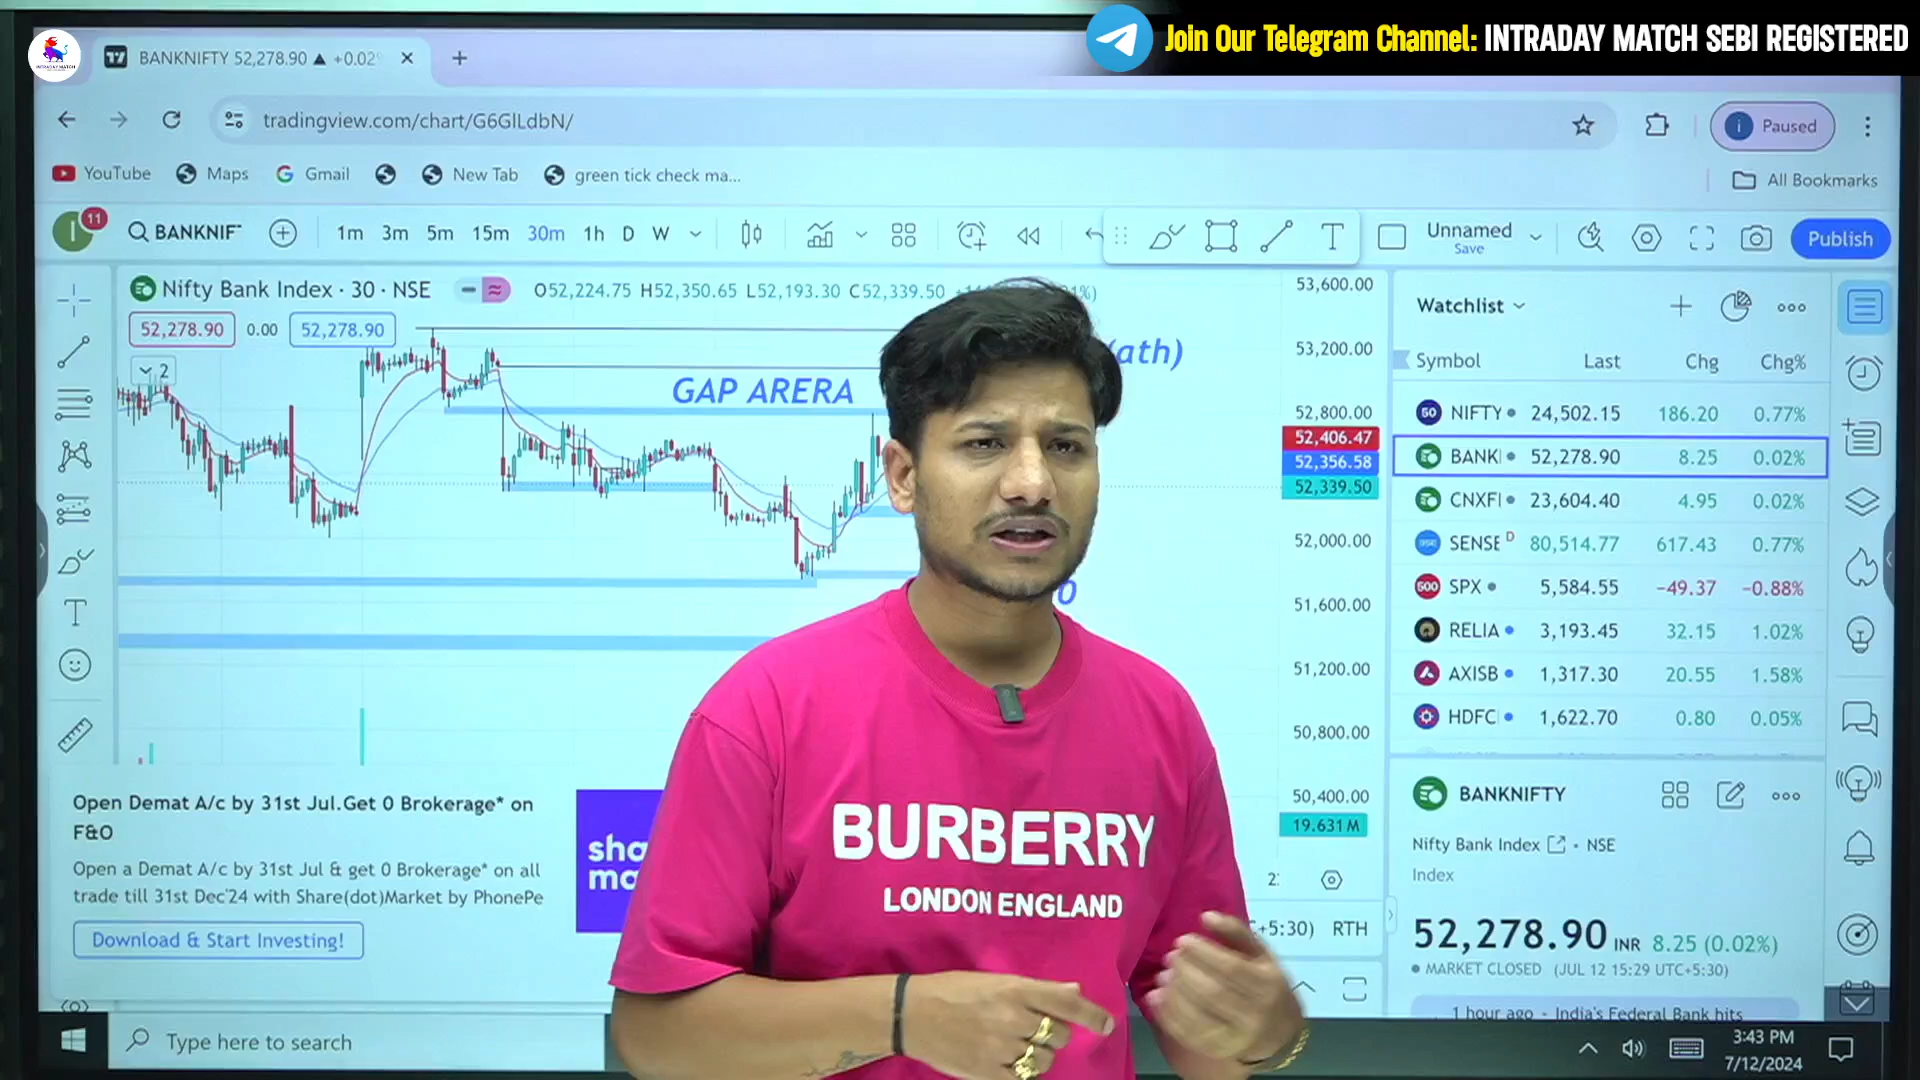 Join Our Telegram Channel: INTRADAY MATCH SEBI REGISTERED
INTRADAY MATCH
BANKNIFTY 52,278.90 ▲ +0.02%
tradingview.com/chart/G6GlLdbN/
Paused
YouTube
Maps
Gmail
New Tab
green tick check ma...
All Bookmarks
11
BANKNIF
1m 3m 5m 15m 30m 1h D W
Unnamed
Save
Publish
Nifty Bank Index · 30 · NSE
O52,224.75 H52,350.65 L52,193.30 C52,339.50
52,278.90 0.00 52,278.90
2
GAP ARERA
(ath)
0
53,600.00
53,200.00
52,800.00
52,406.47
52,356.58
52,339.50
52,000.00
51,600.00
51,200.00
50,800.00
50,400.00
19.631 M
Watchlist
Symbol Last Chg Chg%
50 NIFTY 24,502.15 186.20 0.77%
BANKI 52,278.90 8.25 0.02%
CNXFI 23,604.40 4.95 0.02%
SENSE D 80,514.77 617.43 0.77%
500 SPX 5,584.55 −49.37 −0.88%
RELIA 3,193.45 32.15 1.02%
AXISB 1,317.30 20.55 1.58%
HDFC 1,622.70 0.80 0.05%
BANKNIFTY
Nifty Bank Index · NSE
Index
52,278.90 INR 8.25 (0.02%)
MARKET CLOSED (JUL 12 15:29 UTC+5:30)
1 hour ago · India's Federal Bank hits
Open Demat A/c by 31st Jul.Get 0 Brokerage* on
F&O
Open a Demat A/c by 31st Jul & get 0 Brokerage* on all
trade till 31st Dec'24 with Share(dot)Market by PhonePe
Download & Start Investing!
sha
ma
BURBERRY
LONDON ENGLAND
+5:30) RTH
Type here to search
3:43 PM
7/12/2024